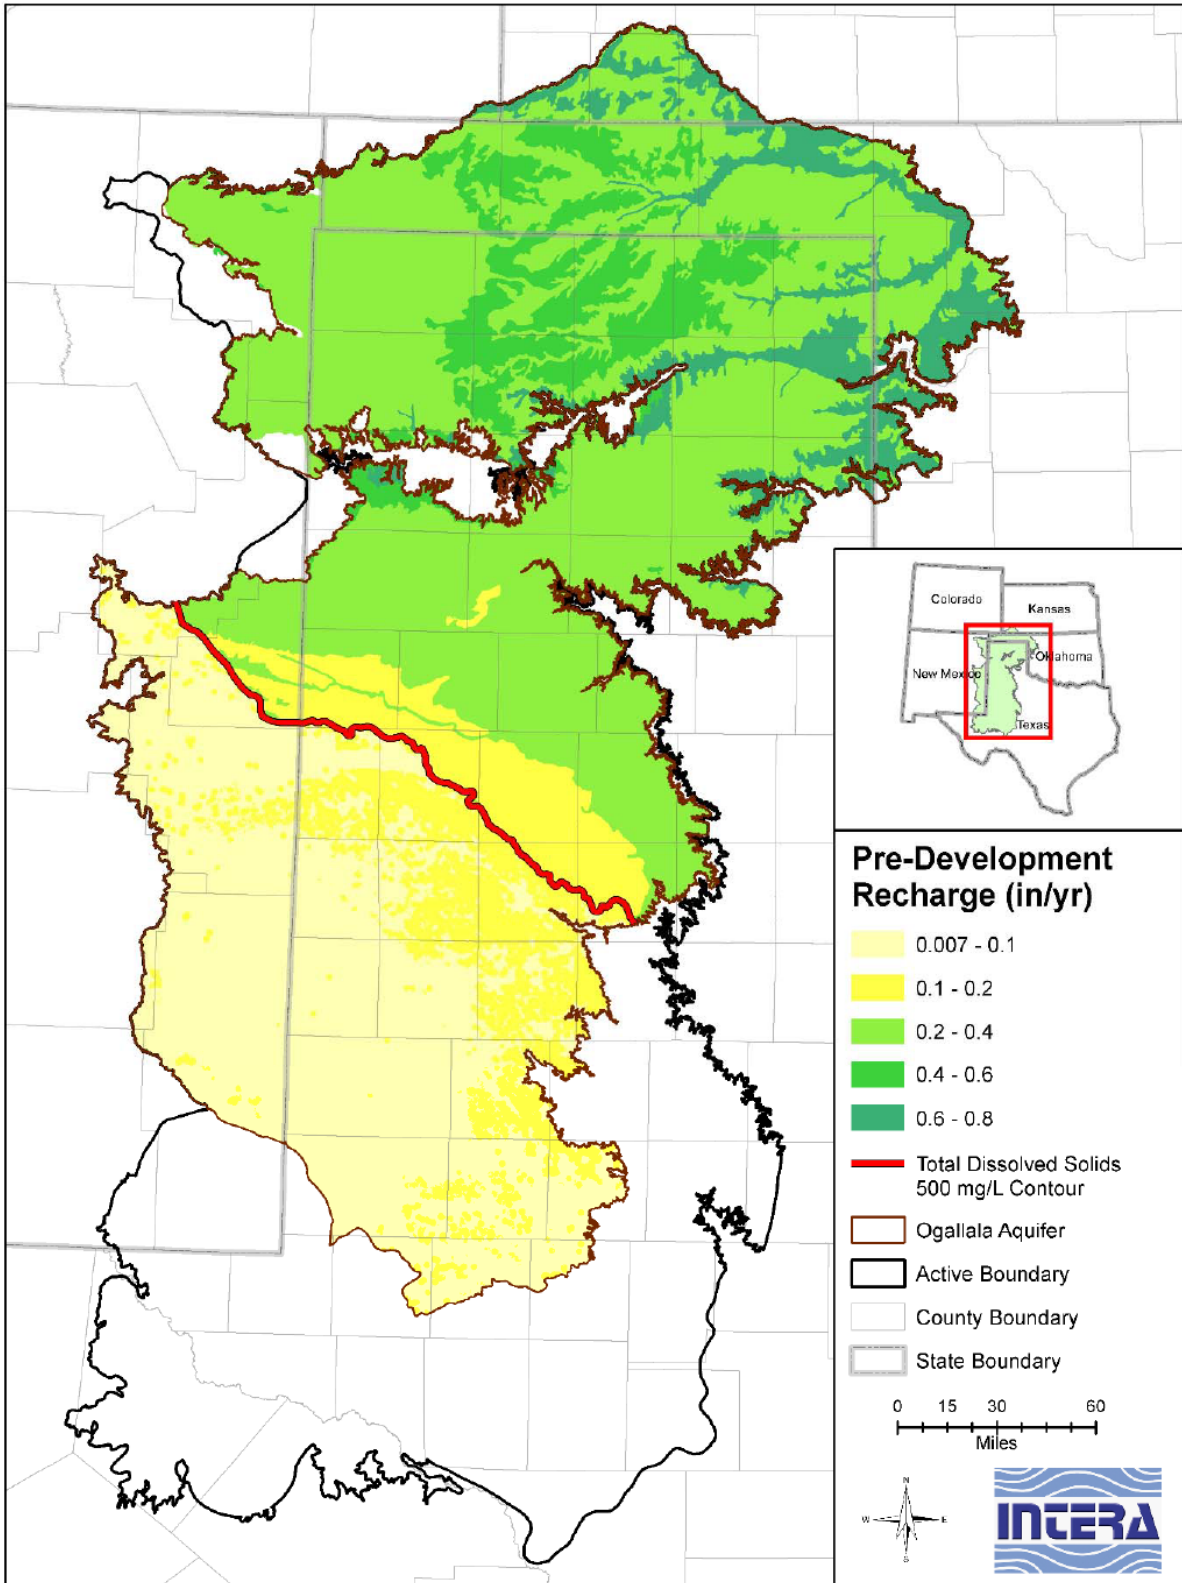 Colorado
Kansas
New Mexico
Oklahoma
Texas
Pre-Development
Recharge (in/yr)
0.007 - 0.1
0.1 - 0.2
0.2 - 0.4
0.4 - 0.6
0.6 - 0.8
Total Dissolved Solids
500 mg/L Contour
Ogallala Aquifer
Active Boundary
County Boundary
State Boundary
0 15 30 60
Miles
N
W E
S
INTERA